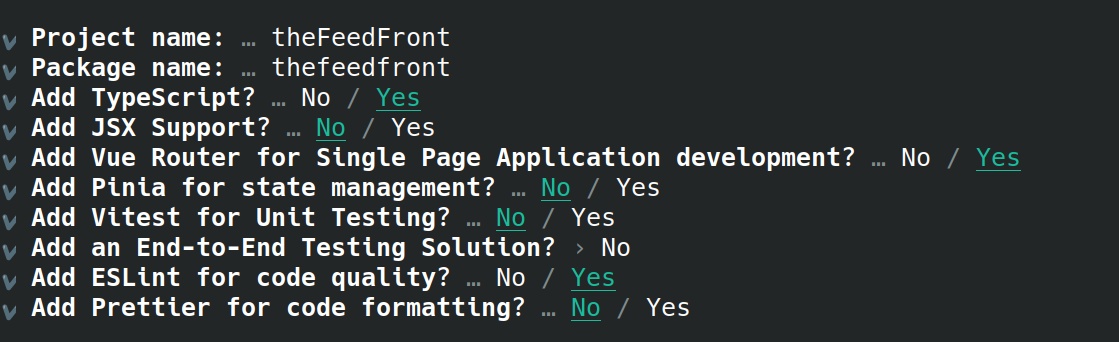 ✔ Project name: … theFeedFront
✔ Package name: … thefeedfront
✔ Add TypeScript? … No / Yes
✔ Add JSX Support? … No / Yes
✔ Add Vue Router for Single Page Application development? … No / Yes
✔ Add Pinia for state management? … No / Yes
✔ Add Vitest for Unit Testing? … No / Yes
✔ Add an End-to-End Testing Solution? › No
✔ Add ESLint for code quality? … No / Yes
✔ Add Prettier for code formatting? … No / Yes